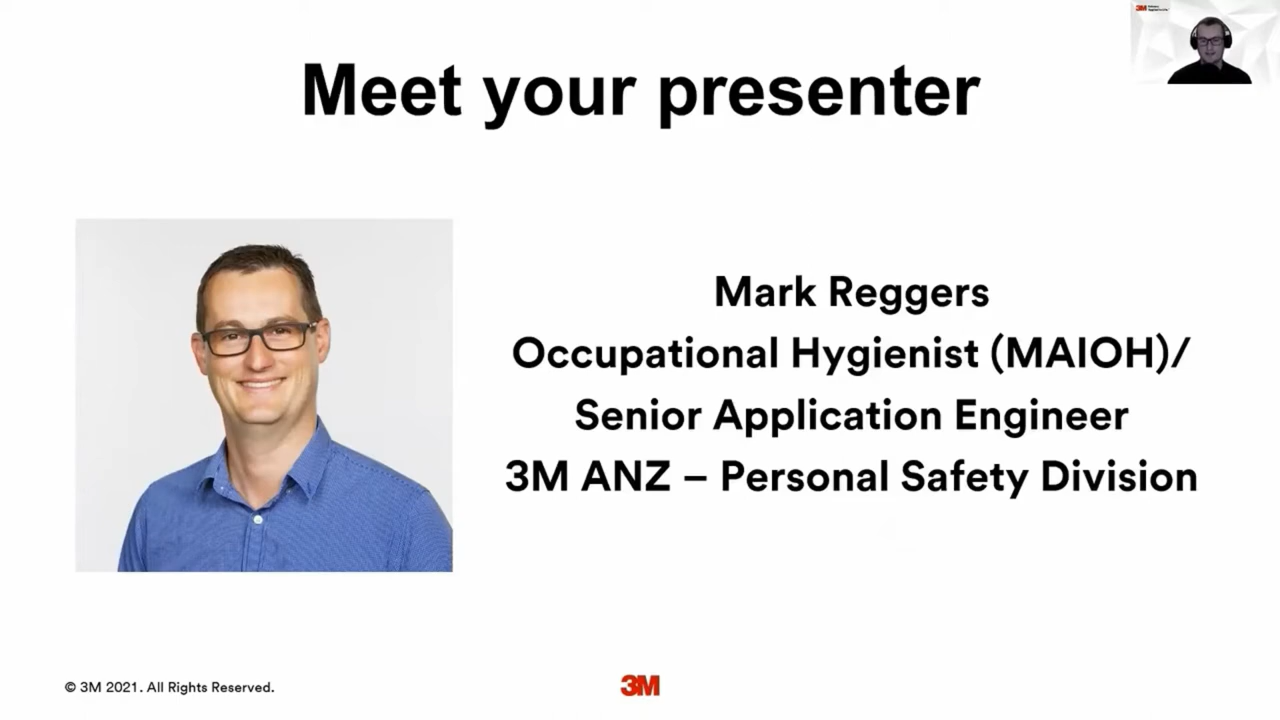 Meet your presenter
Mark Reggers
Occupational Hygienist (MAIOH)/
Senior Application Engineer
3M ANZ – Personal Safety Division
© 3M 2021. All Rights Reserved.
3M
3M